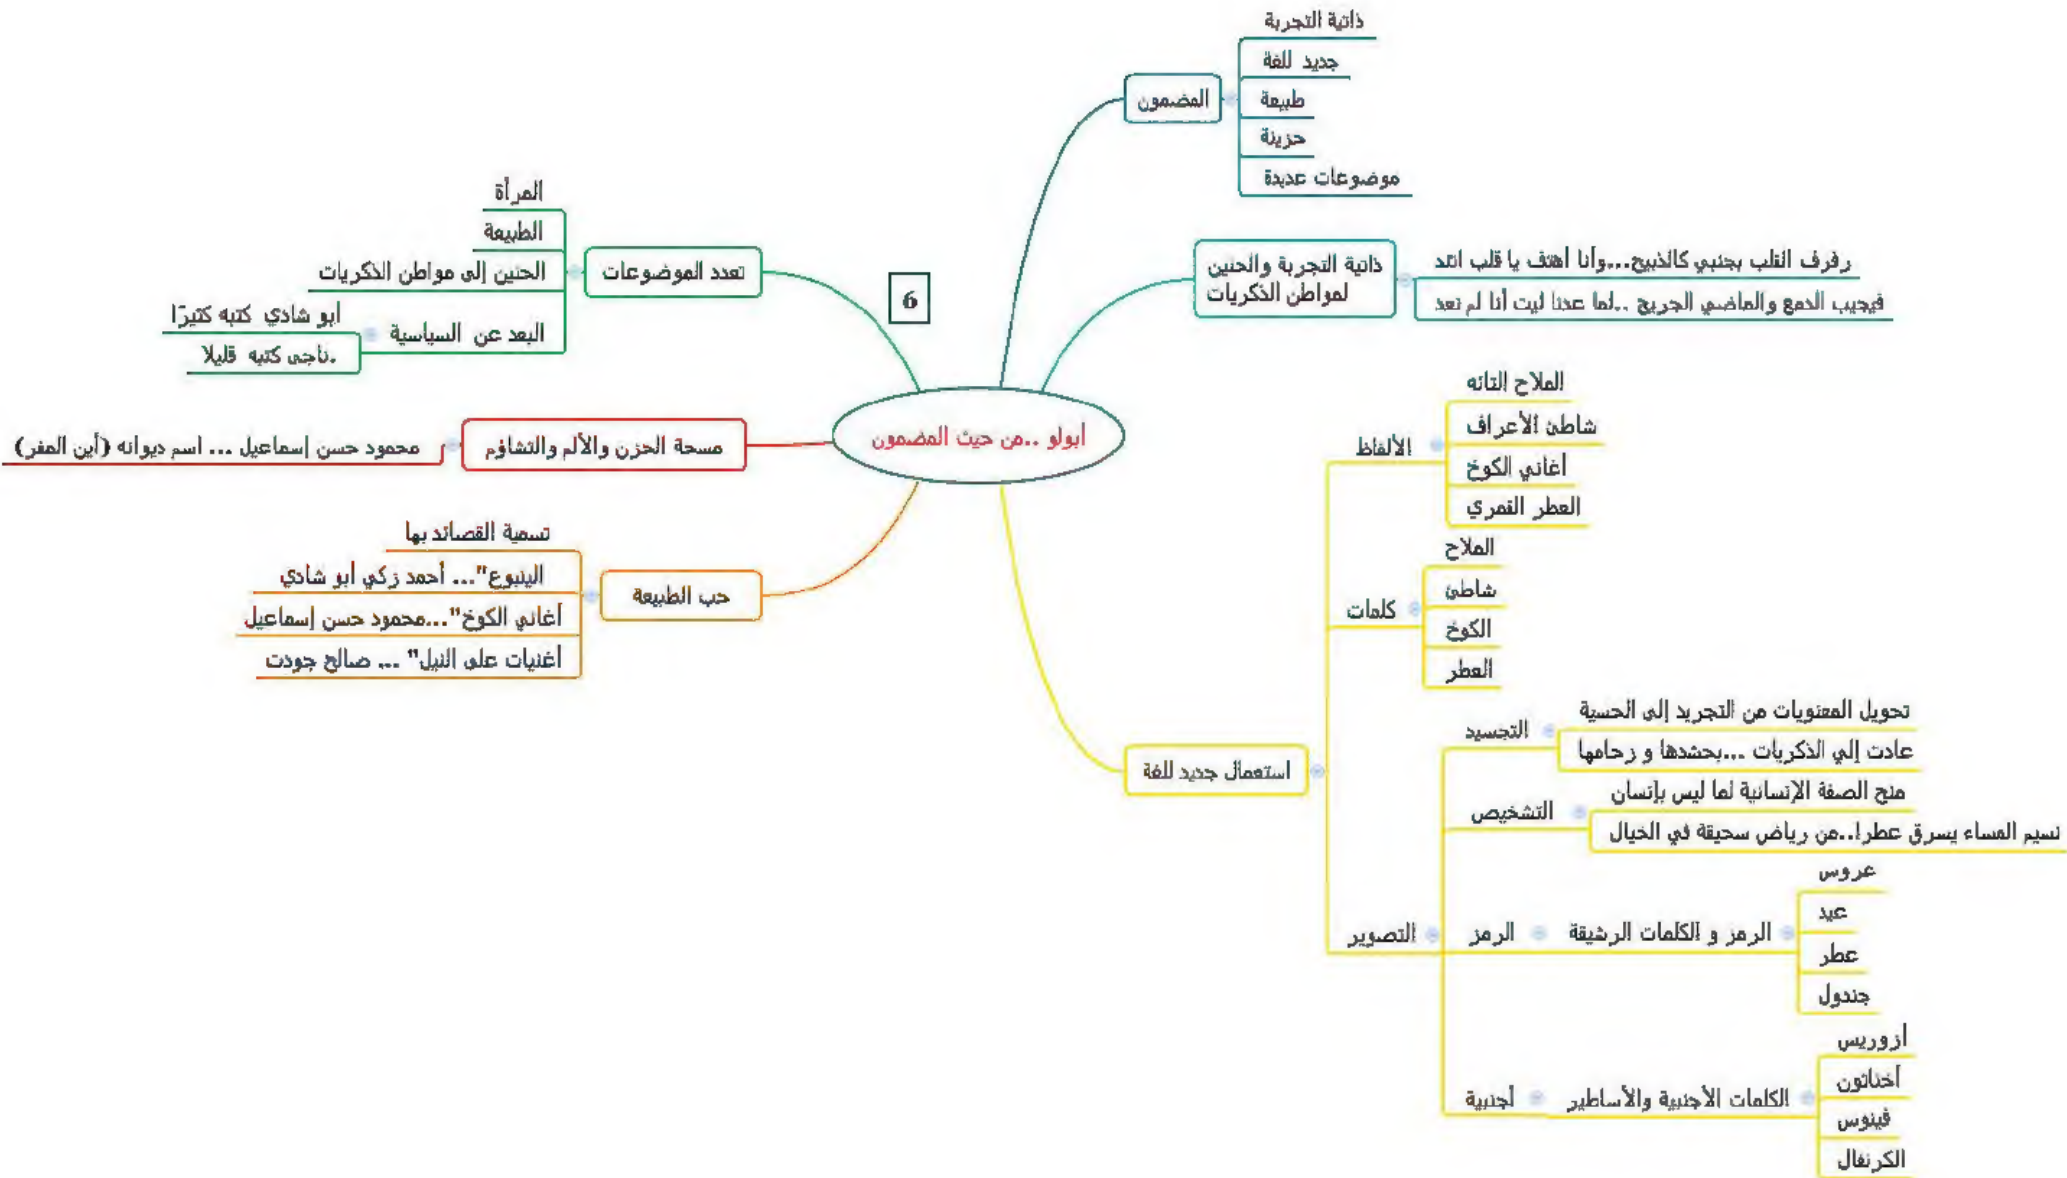 6
أبولو ..من حيث المضمون
المضمون
ذاتية التجربة
جديد للغة
طبيعة
حزينة
موضوعات عديدة
ذاتية التجربة والحنين
لمواطن الذكريات
رفرف القلب بجنبي كالذبيح...وأنا أهتف يا قلب اتئد
فيجيب الدمع والماضي الجريح ..لما عدنا ليت أنا لم نعد
استعمال جديد للغة
الألفاظ
الملاح التائه
شاطئ الأعراف
أغاني الكوخ
العطر القمري
كلمات
الملاح
شاطئ
الكوخ
العطر
التصوير
التجسيد
تحويل المعنويات من التجريد إلى الحسية
عادت إلي الذكريات ...بحشدها و زحامها
التشخيص
منح الصفة الإنسانية لما ليس بإنسان
نسيم المساء يسرق عطرا..من رياض سحيقة في الخيال
الرمز
الرمز و الكلمات الرشيقة
عروس
عيد
عطر
جندول
أجنبية
الكلمات الأجنبية والأساطير
أزوريس
أخناتون
فينوس
الكرنفال
تعدد الموضوعات
المرأة
الطبيعة
الحنين إلى مواطن الذكريات
البعد عن السياسية
أبو شادي كتبه كثيرًا
.ناجى كتبه قليلا
مسحة الحزن والألم والتشاؤم
محمود حسن إسماعيل ... اسم ديوانه (أين المفر)
حب الطبيعة
تسمية القصائد بها
الينبوع"... أحمد زكي أبو شادي
أغاني الكوخ"...محمود حسن إسماعيل
أغنيات على النيل" ... صالح جودت